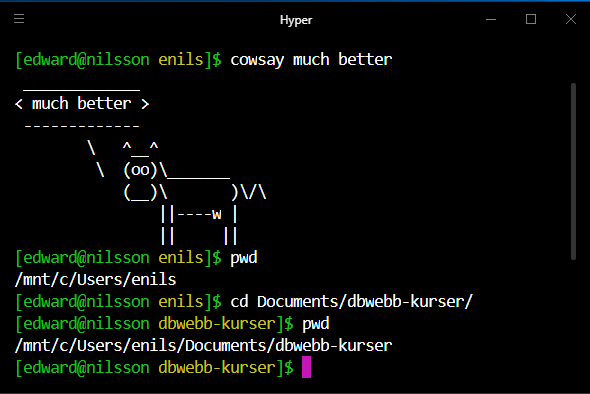 Hyper
[edward@nilsson enils]$ cowsay much better
 _____________
< much better >
 -------------
        \   ^__^
         \  (oo)\_______
            (__)\       )\/\
                ||----w |
                ||     ||
[edward@nilsson enils]$ pwd
/mnt/c/Users/enils
[edward@nilsson enils]$ cd Documents/dbwebb-kurser/
[edward@nilsson dbwebb-kurser]$ pwd
/mnt/c/Users/enils/Documents/dbwebb-kurser
[edward@nilsson dbwebb-kurser]$